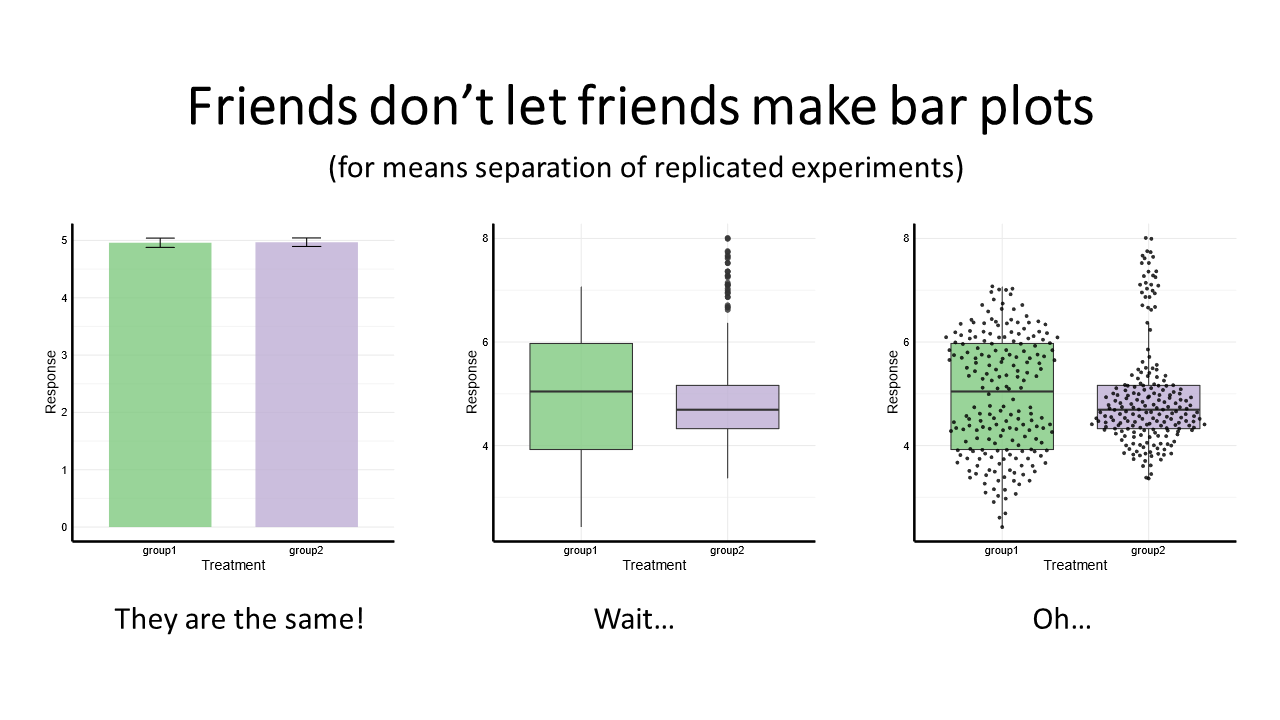 Friends don't let friends make bar plots
(for means separation of replicated experiments)
5
4
3
2
1
0
Response
group1 group2
Treatment
They are the same!
8
6
4
Response
group1 group2
Treatment
Wait...
8
6
4
Response
group1 group2
Treatment
Oh...